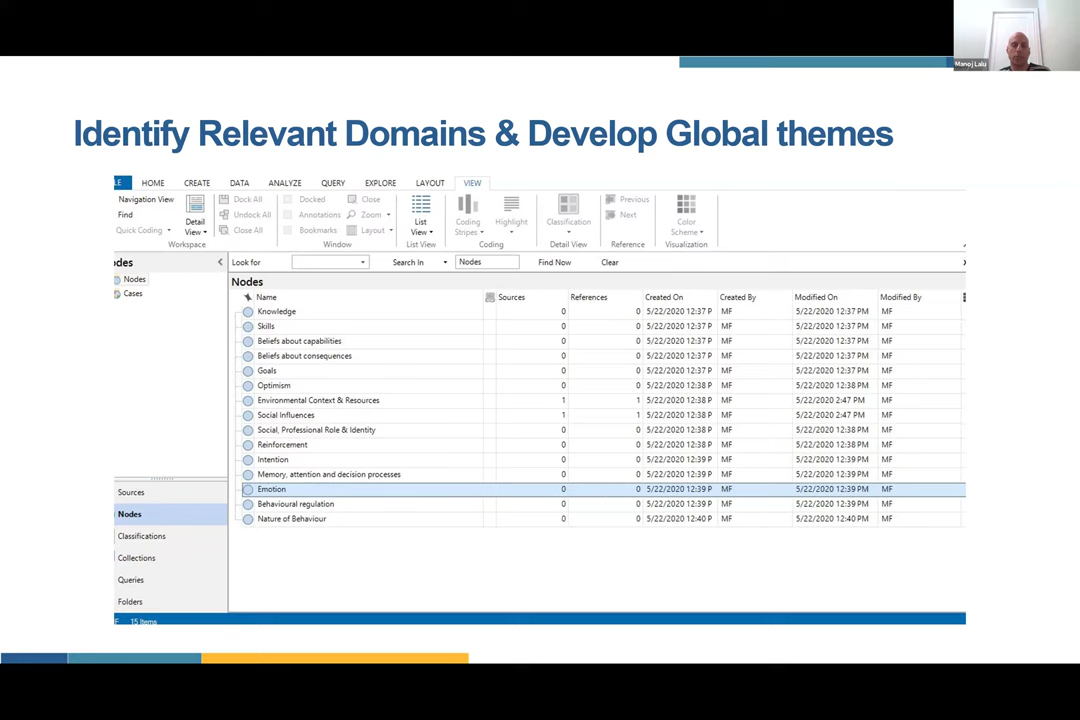 Manoj Lalu
Identify Relevant Domains & Develop Global themes
LE HOME CREATE DATA ANALYZE QUERY EXPLORE LAYOUT VIEW
Navigation View Dock All Docked Close Previous
Find Undock All Annotations Zoom Next
Quick Coding Detail View Close All Bookmarks Layout List View Coding Stripes Highlight Classification Color Scheme
Workspace Window List View Coding Detail View Reference Visualization
odes Look for Search In Nodes Find Now Clear
Nodes
Cases
Nodes
Name Sources References Created On Created By Modified On Modified By
Knowledge 0 0 5/22/2020 12:37 P MF 5/22/2020 12:37 PM MF
Skills 0 0 5/22/2020 12:37 P MF 5/22/2020 12:37 PM MF
Beliefs about capabilities 0 0 5/22/2020 12:37 P MF 5/22/2020 12:37 PM MF
Beliefs about consequences 0 0 5/22/2020 12:37 P MF 5/22/2020 12:37 PM MF
Goals 0 0 5/22/2020 12:37 P MF 5/22/2020 12:37 PM MF
Optimism 0 0 5/22/2020 12:38 P MF 5/22/2020 12:38 PM MF
Environmental Context & Resources 1 1 5/22/2020 12:38 P MF 5/22/2020 2:47 PM MF
Social Influences 1 1 5/22/2020 12:38 P MF 5/22/2020 2:47 PM MF
Social, Professional Role & Identity 0 0 5/22/2020 12:38 P MF 5/22/2020 12:38 PM MF
Reinforcement 0 0 5/22/2020 12:38 P MF 5/22/2020 12:38 PM MF
Intention 0 0 5/22/2020 12:39 P MF 5/22/2020 12:39 PM MF
Memory, attention and decision processes 0 0 5/22/2020 12:39 P MF 5/22/2020 12:39 PM MF
Emotion 0 0 5/22/2020 12:39 P MF 5/22/2020 12:39 PM MF
Behavioural regulation 0 0 5/22/2020 12:39 P MF 5/22/2020 12:39 PM MF
Nature of Behaviour 0 0 5/22/2020 12:40 P MF 5/22/2020 12:40 PM MF
Sources
Nodes
Classifications
Collections
Queries
Folders
F 15 Items